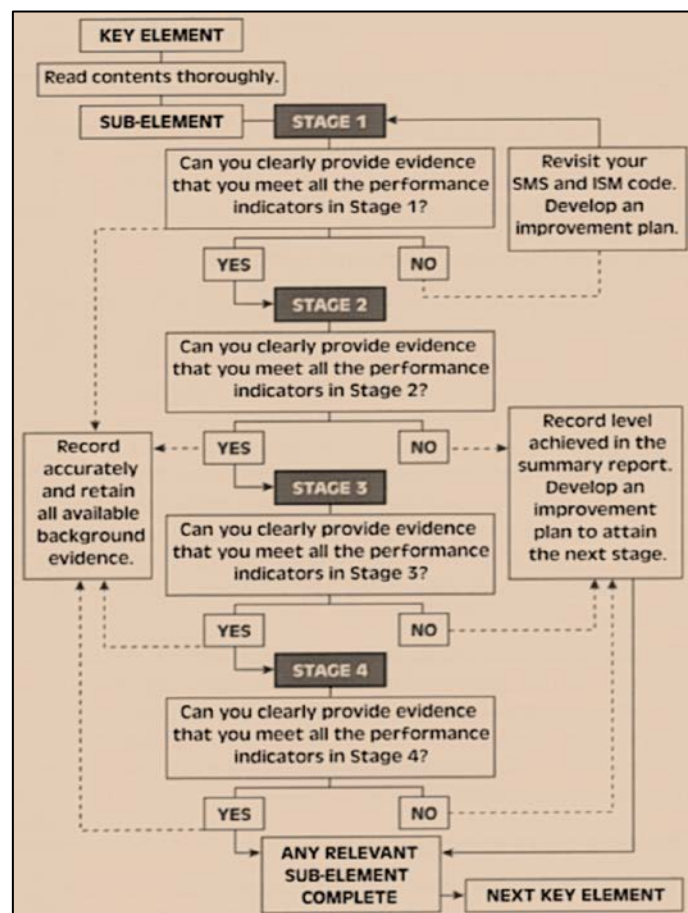 KEY ELEMENT
Read contents thoroughly.
SUB-ELEMENT
STAGE 1
Can you clearly provide evidence
that you meet all the performance
indicators in Stage 1?
Revisit your
SMS and ISM code.
Develop an
improvement plan.
YES
NO
STAGE 2
Can you clearly provide evidence
that you meet all the performance
indicators in Stage 2?
Record
accurately
and retain
all available
background
evidence.
YES
NO
Record level
achieved in the
summary report.
Develop an
improvement
plan to attain
the next stage.
STAGE 3
Can you clearly provide evidence
that you meet all the performance
indicators in Stage 3?
YES
NO
STAGE 4
Can you clearly provide evidence
that you meet all the performance
indicators in Stage 4?
YES
NO
ANY RELEVANT
SUB-ELEMENT
COMPLETE
NEXT KEY ELEMENT